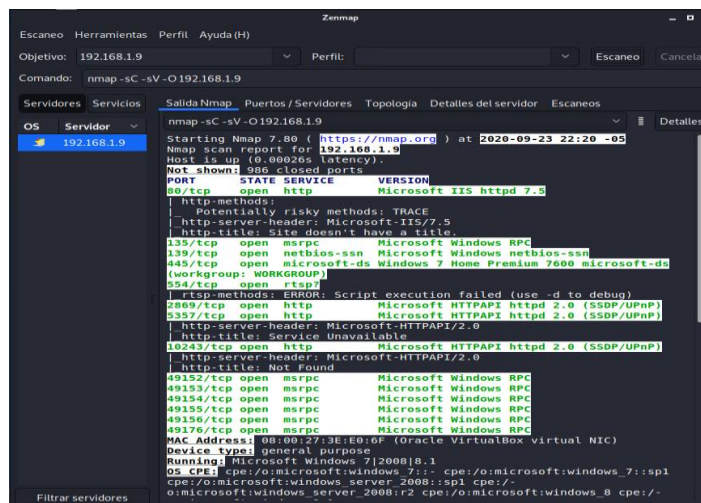 Zenmap
Escaneo Herramientas Perfil Ayuda(H)
Objetivo: 192.168.1.9 Perfil: Escaneo Cancela
Comando: nmap -sC -sV -O 192.168.1.9
Servidores Servicios Salida Nmap Puertos / Servidores Topología Detalles del servidor Escaneos
OS Servidor nmap -sC -sV -O 192.168.1.9 Detalles
192.168.1.9
Starting Nmap 7.80 ( https://nmap.org ) at 2020-09-23 22:20 -05
Nmap scan report for 192.168.1.9
Host is up (0.00026s latency).
Not shown: 986 closed ports
PORT STATE SERVICE VERSION
80/tcp open http Microsoft IIS httpd 7.5
| http-methods:
|_ Potentially risky methods: TRACE
|_http-server-header: Microsoft-IIS/7.5
|_http-title: Site doesn't have a title.
135/tcp open msrpc Microsoft Windows RPC
139/tcp open netbios-ssn Microsoft Windows netbios-ssn
445/tcp open microsoft-ds Windows 7 Home Premium 7600 microsoft-ds
(workgroup: WORKGROUP)
554/tcp open rtsp?
|_rtsp-methods: ERROR: Script execution failed (use -d to debug)
2869/tcp open http Microsoft HTTPAPI httpd 2.0 (SSDP/UPnP)
5357/tcp open http Microsoft HTTPAPI httpd 2.0 (SSDP/UPnP)
|_http-server-header: Microsoft-HTTPAPI/2.0
|_http-title: Service Unavailable
10243/tcp open http Microsoft HTTPAPI httpd 2.0 (SSDP/UPnP)
|_http-server-header: Microsoft-HTTPAPI/2.0
|_http-title: Not Found
49152/tcp open msrpc Microsoft Windows RPC
49153/tcp open msrpc Microsoft Windows RPC
49154/tcp open msrpc Microsoft Windows RPC
49155/tcp open msrpc Microsoft Windows RPC
49156/tcp open msrpc Microsoft Windows RPC
49176/tcp open msrpc Microsoft Windows RPC
MAC Address: 08:00:27:3E:E0:6F (Oracle VirtualBox virtual NIC)
Device type: general purpose
Running: Microsoft Windows 7|2008|8.1
OS CPE: cpe:/o:microsoft:windows_7::- cpe:/o:microsoft:windows_7::sp1
cpe:/o:microsoft:windows_server_2008::sp1 cpe:/
o:microsoft:windows_server_2008:r2 cpe:/o:microsoft:windows_8 cpe:/
Filtrar servidores